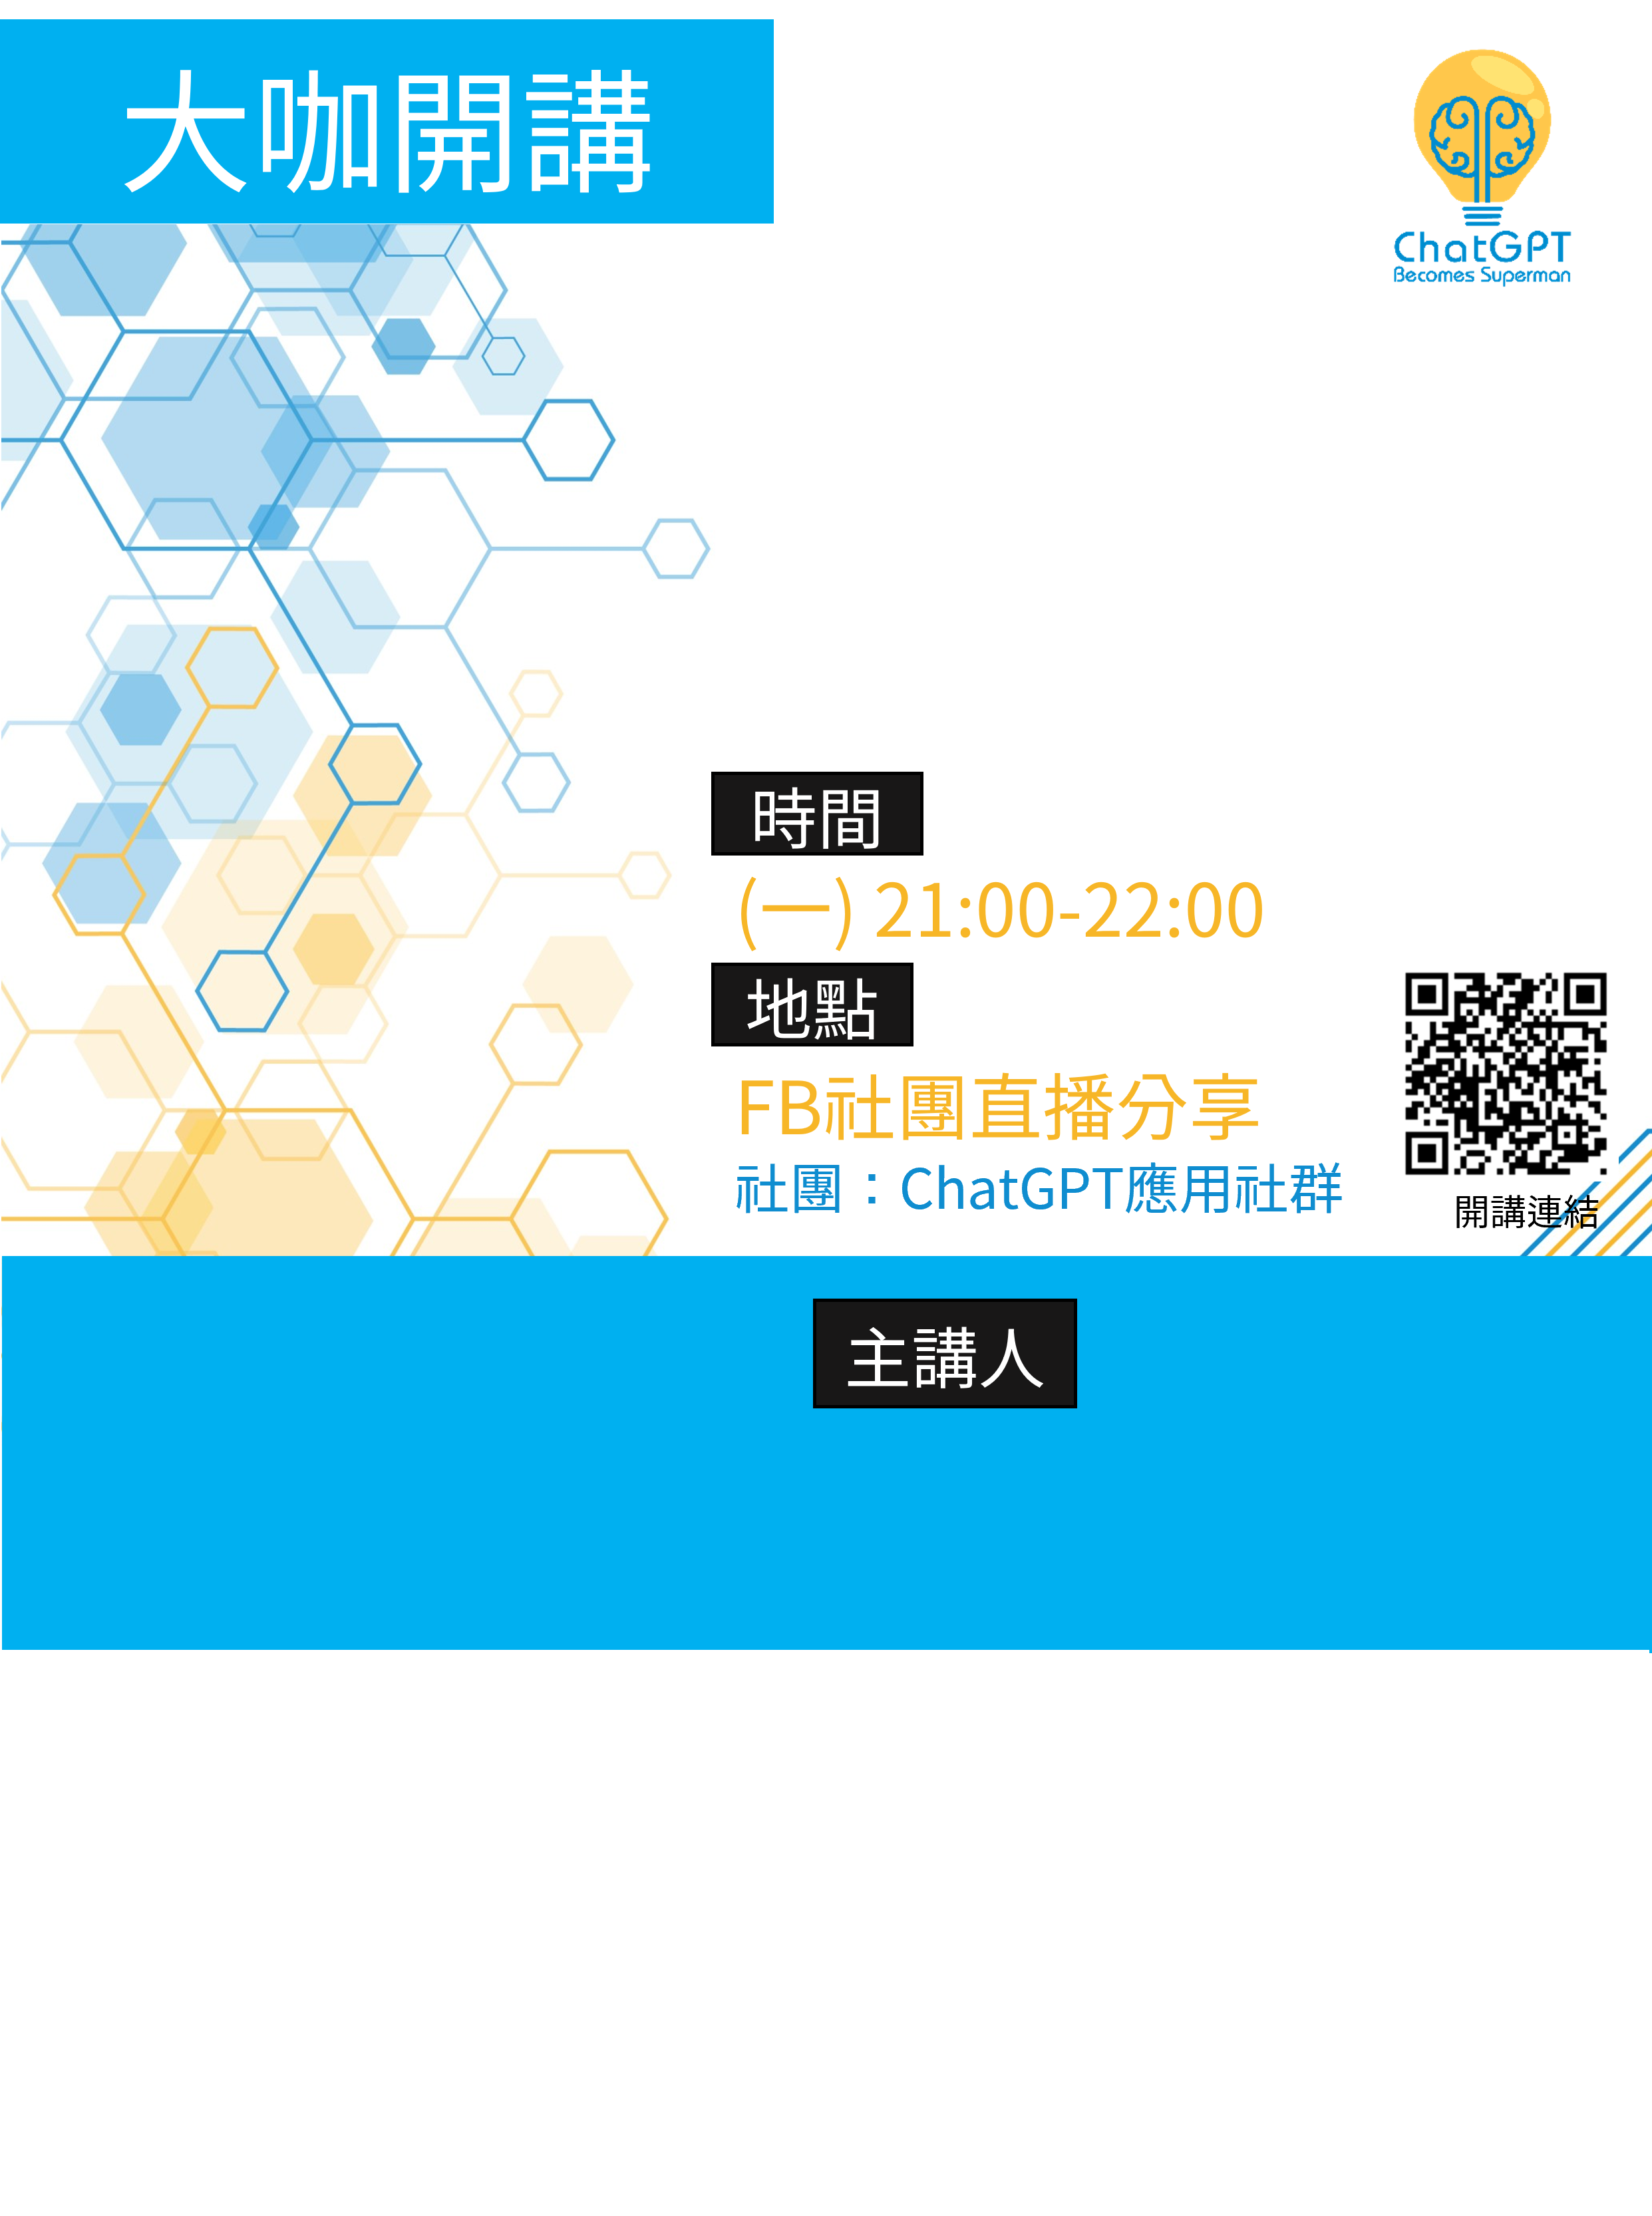 大咖開講
ChatGPT
Becomes Superman
時間
(一) 21:00-22:00
地點
FB社團直播分享
社團：ChatGPT應用社群
開講連結
主講人